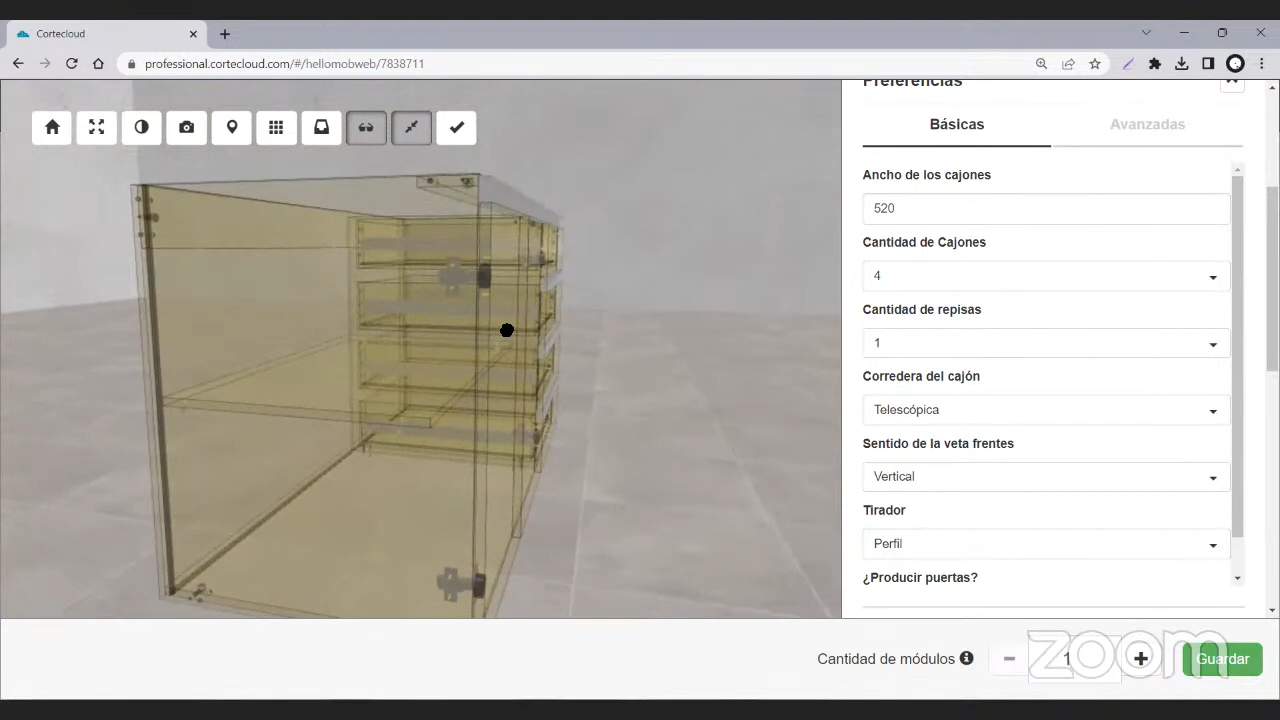 Cortecloud
professional.cortecloud.com/#/hellomobweb/7838711
Preferencias
Básicas
Avanzadas
Ancho de los cajones
520
Cantidad de Cajones
4
Cantidad de repisas
1
Corredera del cajón
Telescópica
Sentido de la veta frentes
Vertical
Tirador
Perfil
¿Producir puertas?
Cantidad de módulos
1
Guardar
zoom